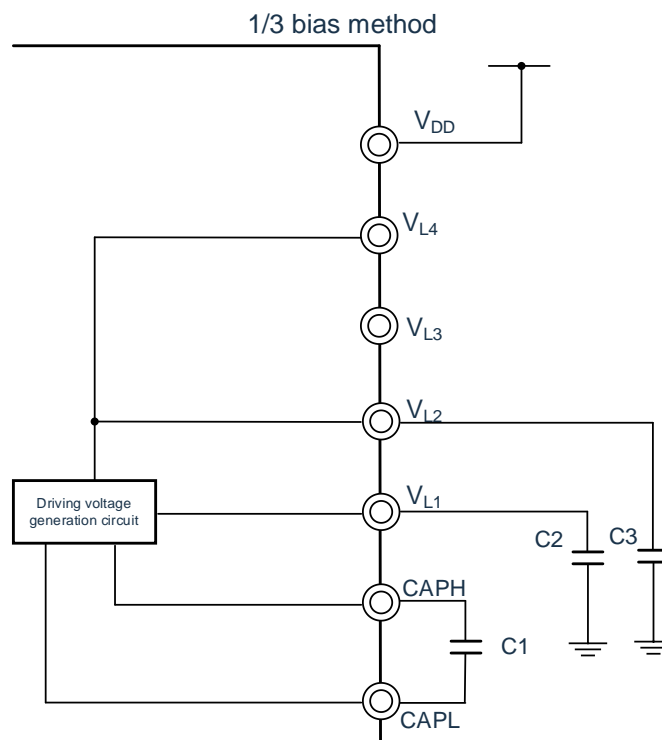 1/3 bias method
VDD
VL4
VL3
VL2
Driving voltage
generation circuit
VL1
C2
C3
CAPH
C1
CAPL